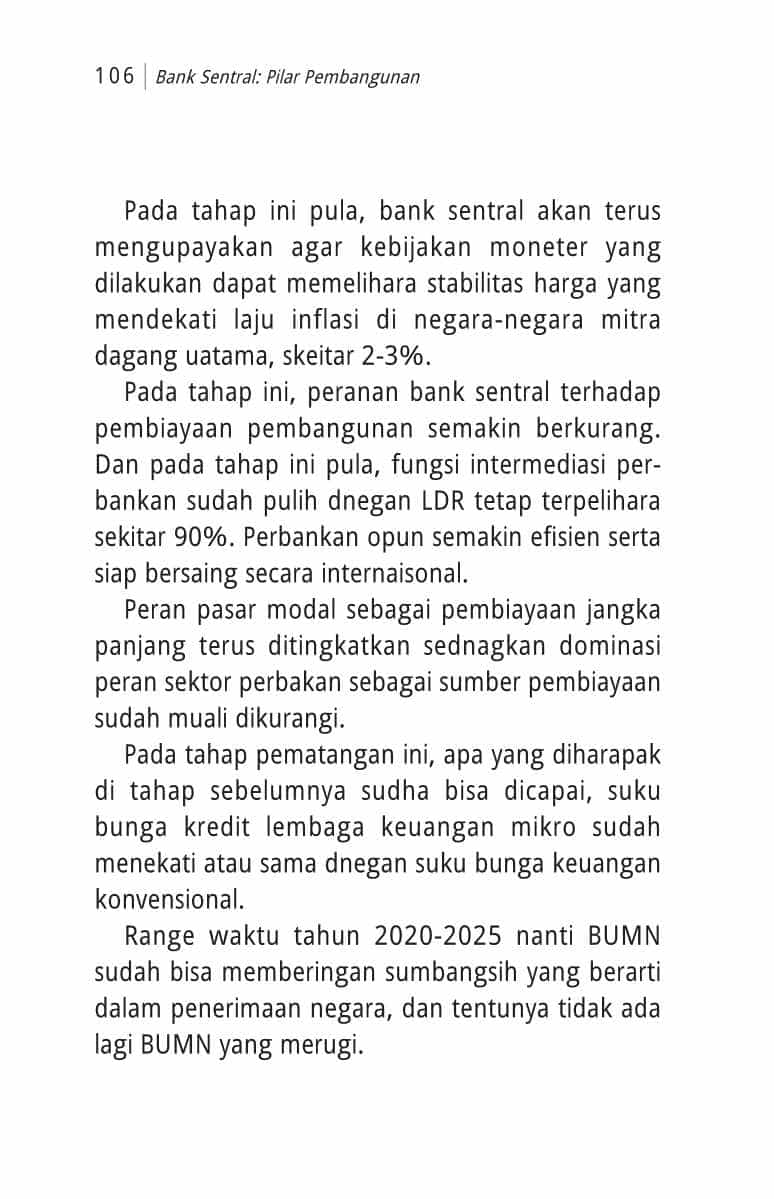 106 | Bank Sentral: Pilar Pembangunan
Pada tahap ini pula, bank sentral akan terus
mengupayakan agar kebijakan moneter yang
dilakukan dapat memelihara stabilitas harga yang
mendekati laju inflasi di negara-negara mitra
dagang uatama, skeitar 2-3%.
Pada tahap ini, peranan bank sentral terhadap
pembiayaan pembangunan semakin berkurang.
Dan pada tahap ini pula, fungsi intermediasi per-
bankan sudah pulih dnegan LDR tetap terpelihara
sekitar 90%. Perbankan opun semakin efisien serta
siap bersaing secara internaisonal.
Peran pasar modal sebagai pembiayaan jangka
panjang terus ditingkatkan sednagkan dominasi
peran sektor perbakan sebagai sumber pembiayaan
sudah muali dikurangi.
Pada tahap pematangan ini, apa yang diharapak
di tahap sebelumnya sudha bisa dicapai, suku
bunga kredit lembaga keuangan mikro sudah
menekati atau sama dnegan suku bunga keuangan
konvensional.
Range waktu tahun 2020-2025 nanti BUMN
sudah bisa memberingan sumbangsih yang berarti
dalam penerimaan negara, dan tentunya tidak ada
lagi BUMN yang merugi.